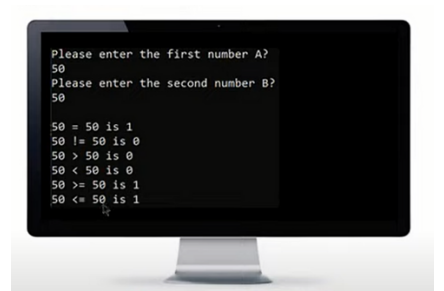 Please enter the first number A?
50
Please enter the second number B?
50
50 = 50 is 1
50 != 50 is 0
50 > 50 is 0
50 < 50 is 0
50 >= 50 is 1
50 <= 50 is 1